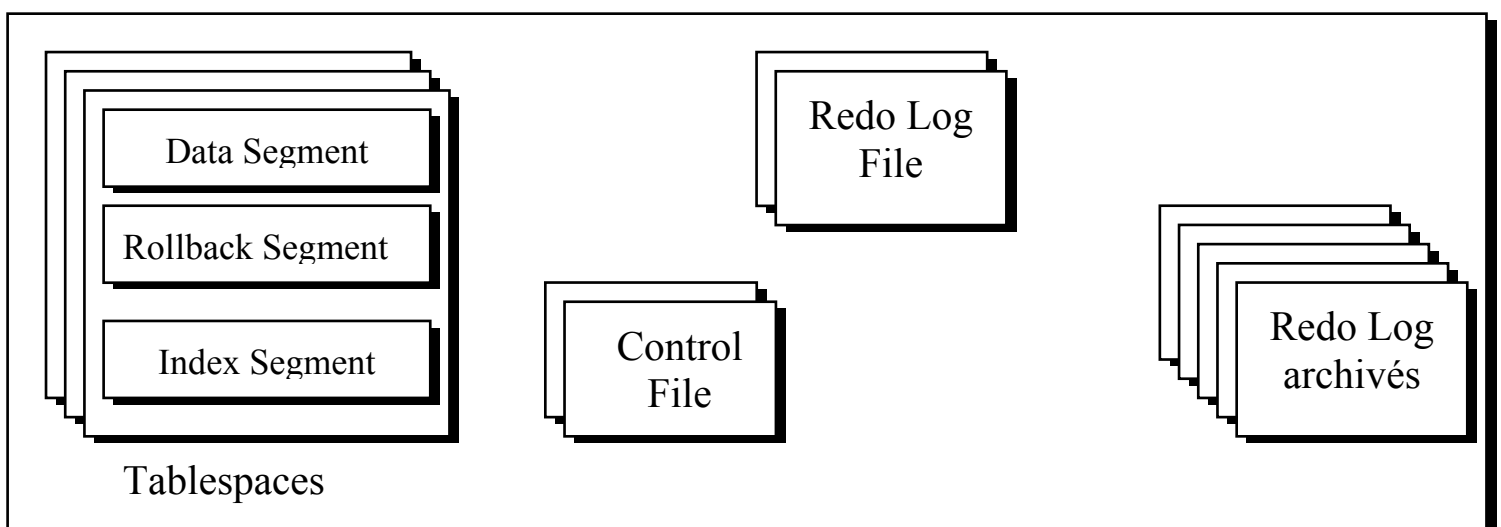 Data Segment
Rollback Segment
Index Segment
Tablespaces
Redo Log
File
Control
File
Redo Log
archivés